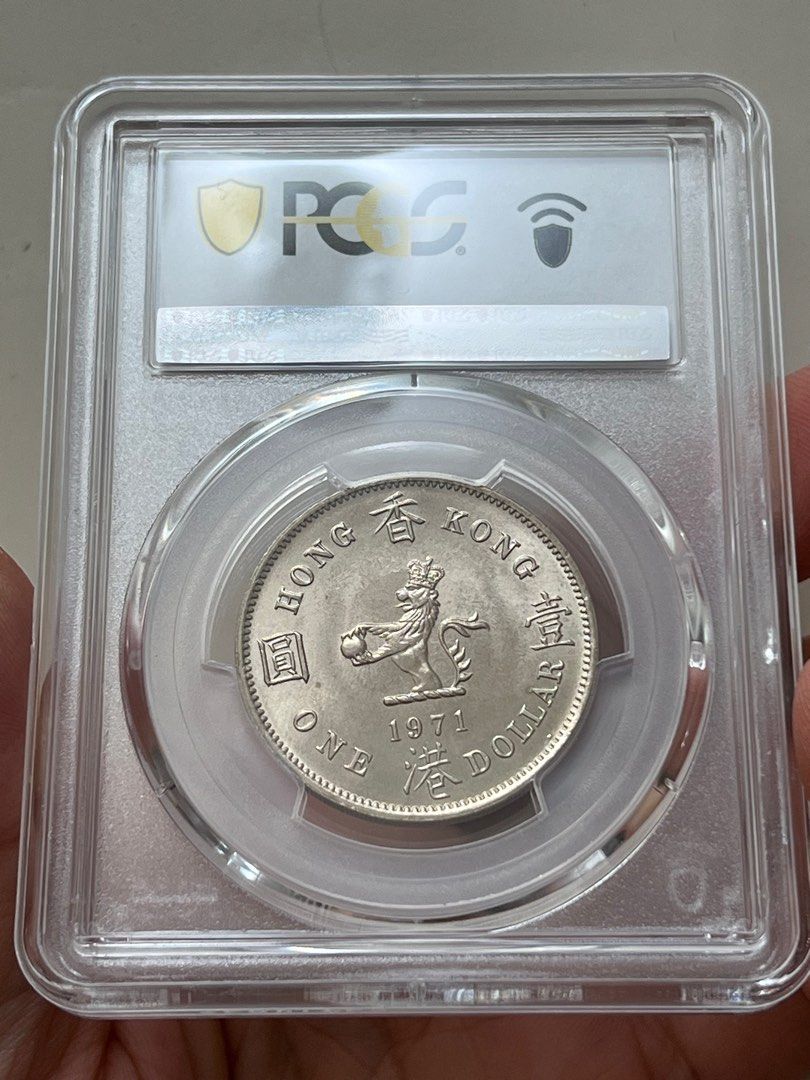 PCGS
HONG 香 KONG
圓 壹
1971
ONE 港 DOLLAR